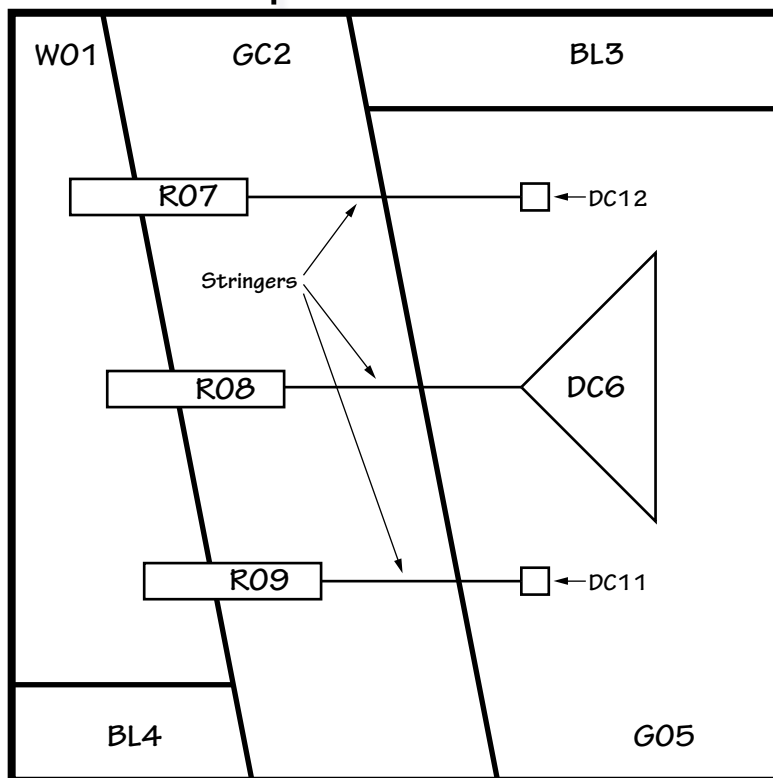 W01
GC2
BL3
R07
DC12
Stringers
R08
DC6
R09
DC11
BL4
G05